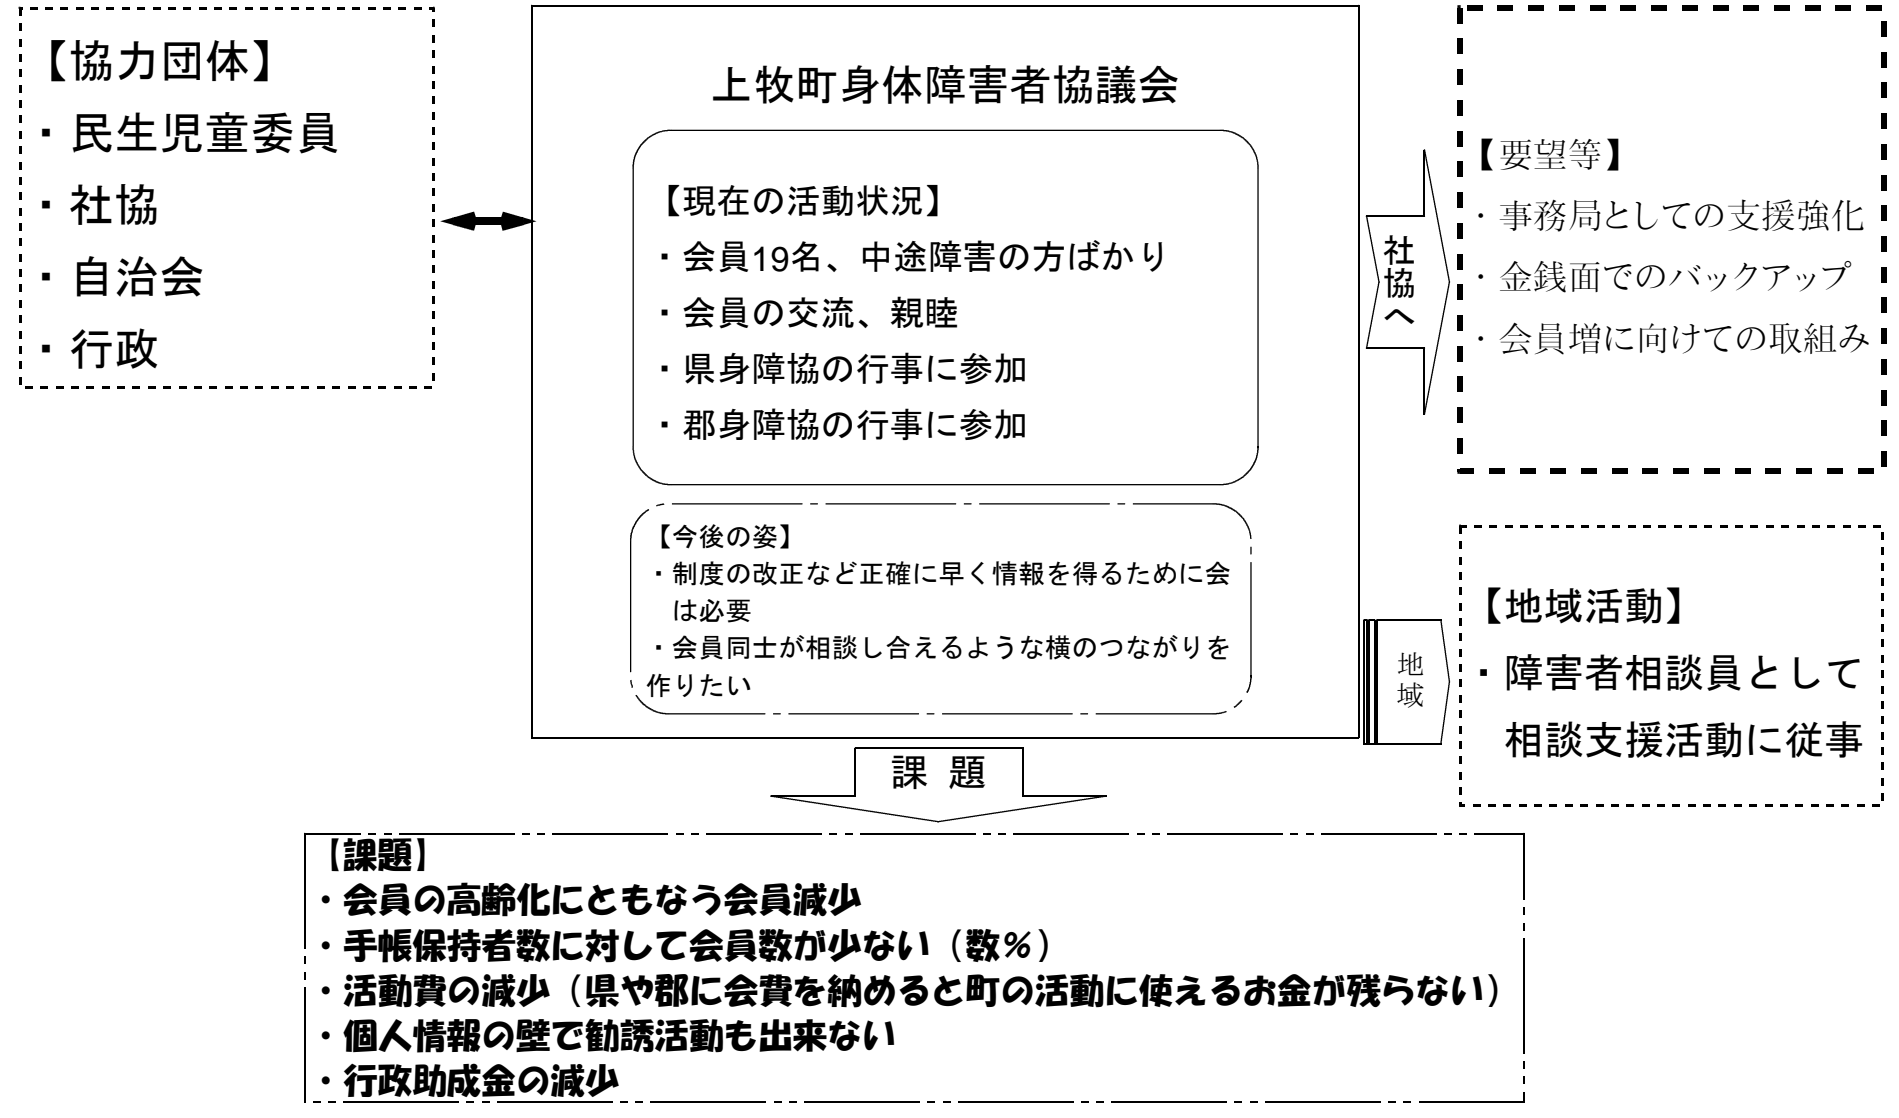 【協力団体】
・民生児童委員
・社協
・自治会
・行政
上牧町身体障害者協議会
【現在の活動状況】
・会員19名、中途障害の方ばかり
・会員の交流、親睦
・県身障協の行事に参加
・郡身障協の行事に参加
【今後の姿】
・制度の改正など正確に早く情報を得るために会
は必要
・会員同士が相談し合えるような横のつながりを
作りたい
社協へ
【要望等】
・事務局としての支援強化
・金銭面でのバックアップ
・会員増に向けての取組み
地域
【地域活動】
・障害者相談員として
相談支援活動に従事
課 題
【課題】
・会員の高齢化にともなう会員減少
・手帳保持者数に対して会員数が少ない（数％）
・活動費の減少（県や郡に会費を納めると町の活動に使えるお金が残らない）
・個人情報の壁で勧誘活動も出来ない
・行政助成金の減少